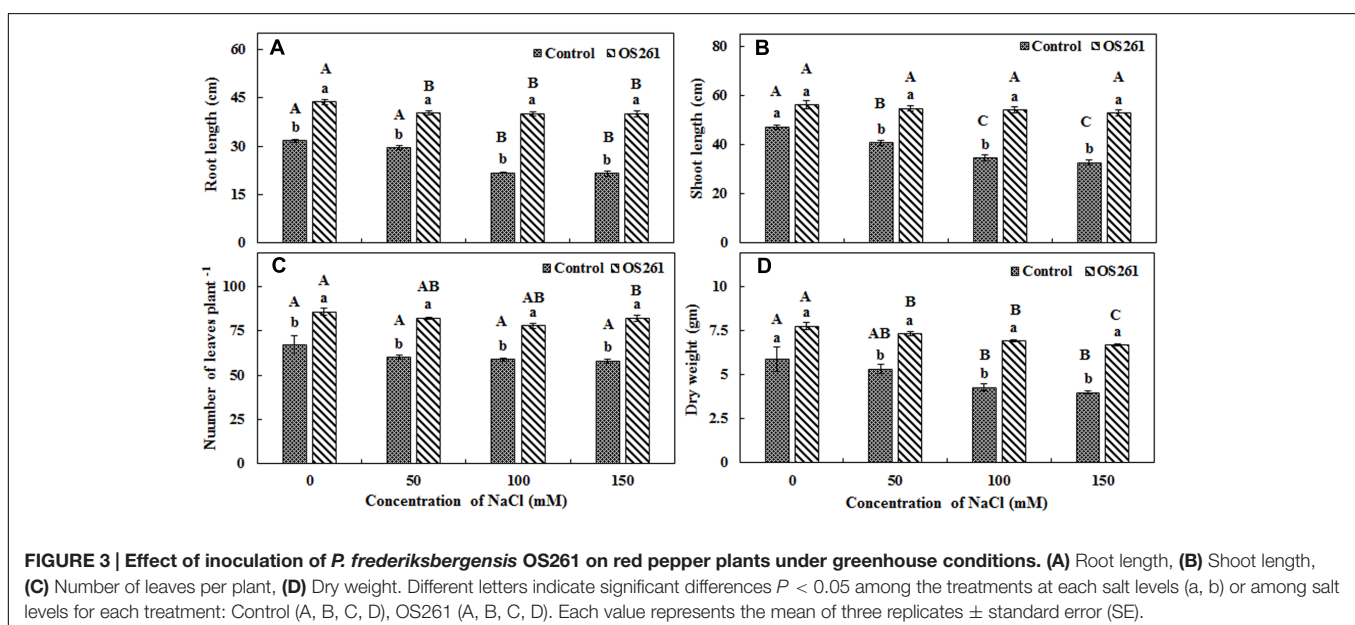 A
Control OS261
60
45
30
15
0
Root length (cm)
A
b
A
a
A
b
B
a
B
b
B
a
B
b
B
a
B
Control OS261
80
60
40
20
0
Shoot length (cm)
A
a
A
a
B
b
A
a
C
b
A
a
C
b
A
a
C
Control OS261
100
75
50
25
0
Nuumber of leaves plant -1
A
b
A
a
A
b
AB
a
A
b
AB
a
A
b
B
a
0 50 100 150
Concentration of NaCl (mM)
D
Control OS261
10
7.5
5
2.5
0
Dry weight (gm)
A
a
A
a
AB
b
B
a
B
b
B
a
B
b
C
a
0 50 100 150
Concentration of NaCl (mM)
FIGURE 3 | Effect of inoculation of P. frederiksbergensis OS261 on red pepper plants under greenhouse conditions. (A) Root length, (B) Shoot length,
(C) Number of leaves per plant, (D) Dry weight. Different letters indicate significant differences P < 0.05 among the treatments at each salt levels (a, b) or among salt
levels for each treatment: Control (A, B, C, D), OS261 (A, B, C, D). Each value represents the mean of three replicates ± standard error (SE).